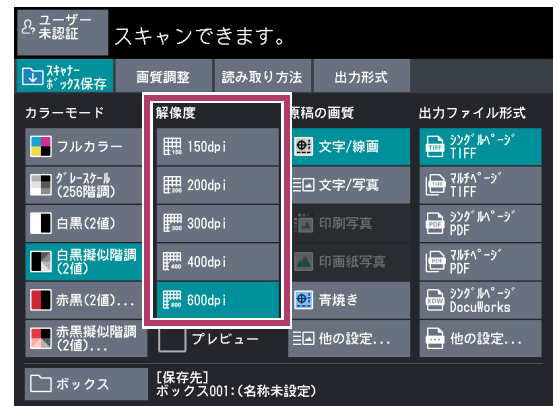 ユーザー
未認証
スキャンできます。
スキャナー
ボックス保存
画質調整
読み取り方法
出力形式
カラーモード
解像度
原稿の画質
出力ファイル形式
フルカラー
150dpi
文字/線画
シングルページ
TIFF
グレースケール
(256階調)
200dpi
文字/写真
マルチページ
TIFF
白黒(2値)
300dpi
印刷写真
シングルページ
PDF
白黒擬似階調
(2値)
400dpi
印画紙写真
マルチページ
PDF
赤黒(2値)...
600dpi
青焼き
シングルページ
DocuWorks
赤黒擬似階調
(2値)...
プレビュー
他の設定...
他の設定...
ボックス
[保存先]
ボックス001:(名称未設定)